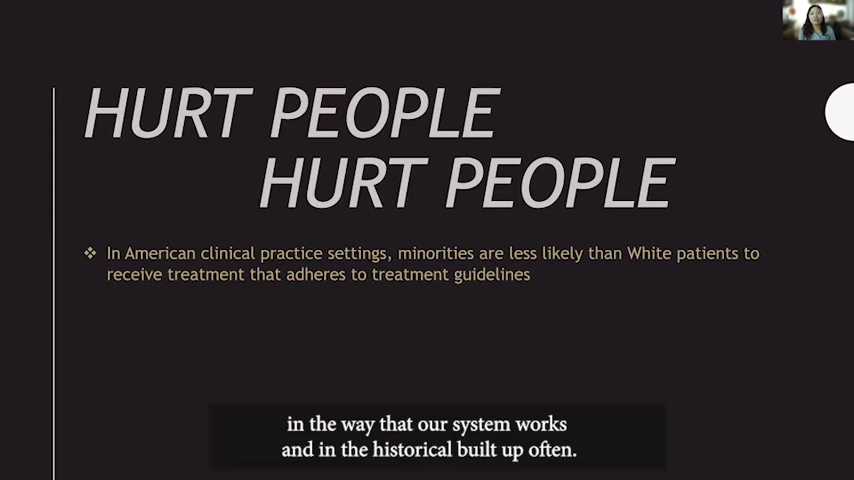 HURT PEOPLE
HURT PEOPLE
❖ In American clinical practice settings, minorities are less likely than White patients to
receive treatment that adheres to treatment guidelines
in the way that our system works
and in the historical built up often.